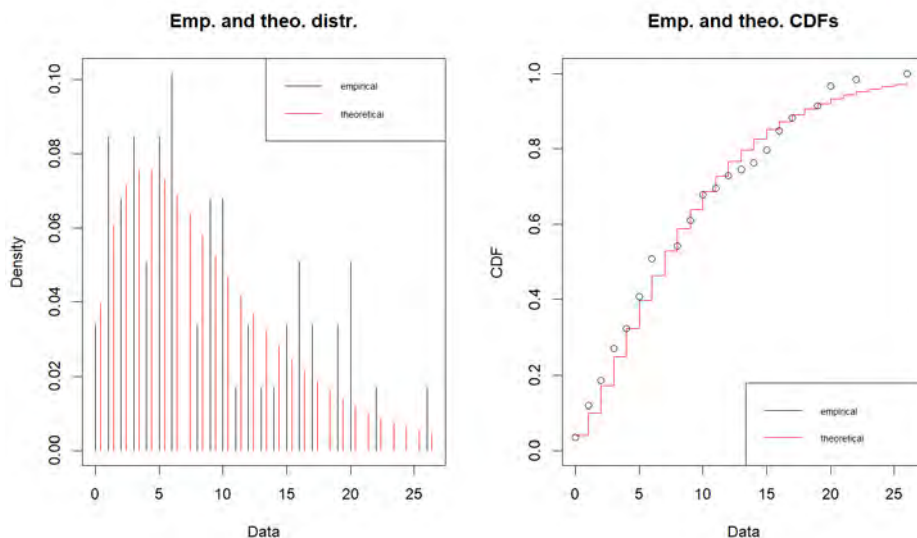 Emp. and theo. distr.
Density
0.00
0.02
0.04
0.06
0.08
0.10
empirical
theoretical
0
5
10
15
20
25
Data
Emp. and theo. CDFs
CDF
0.0
0.2
0.4
0.6
0.8
1.0
empirical
theoretical
0
5
10
15
20
25
Data